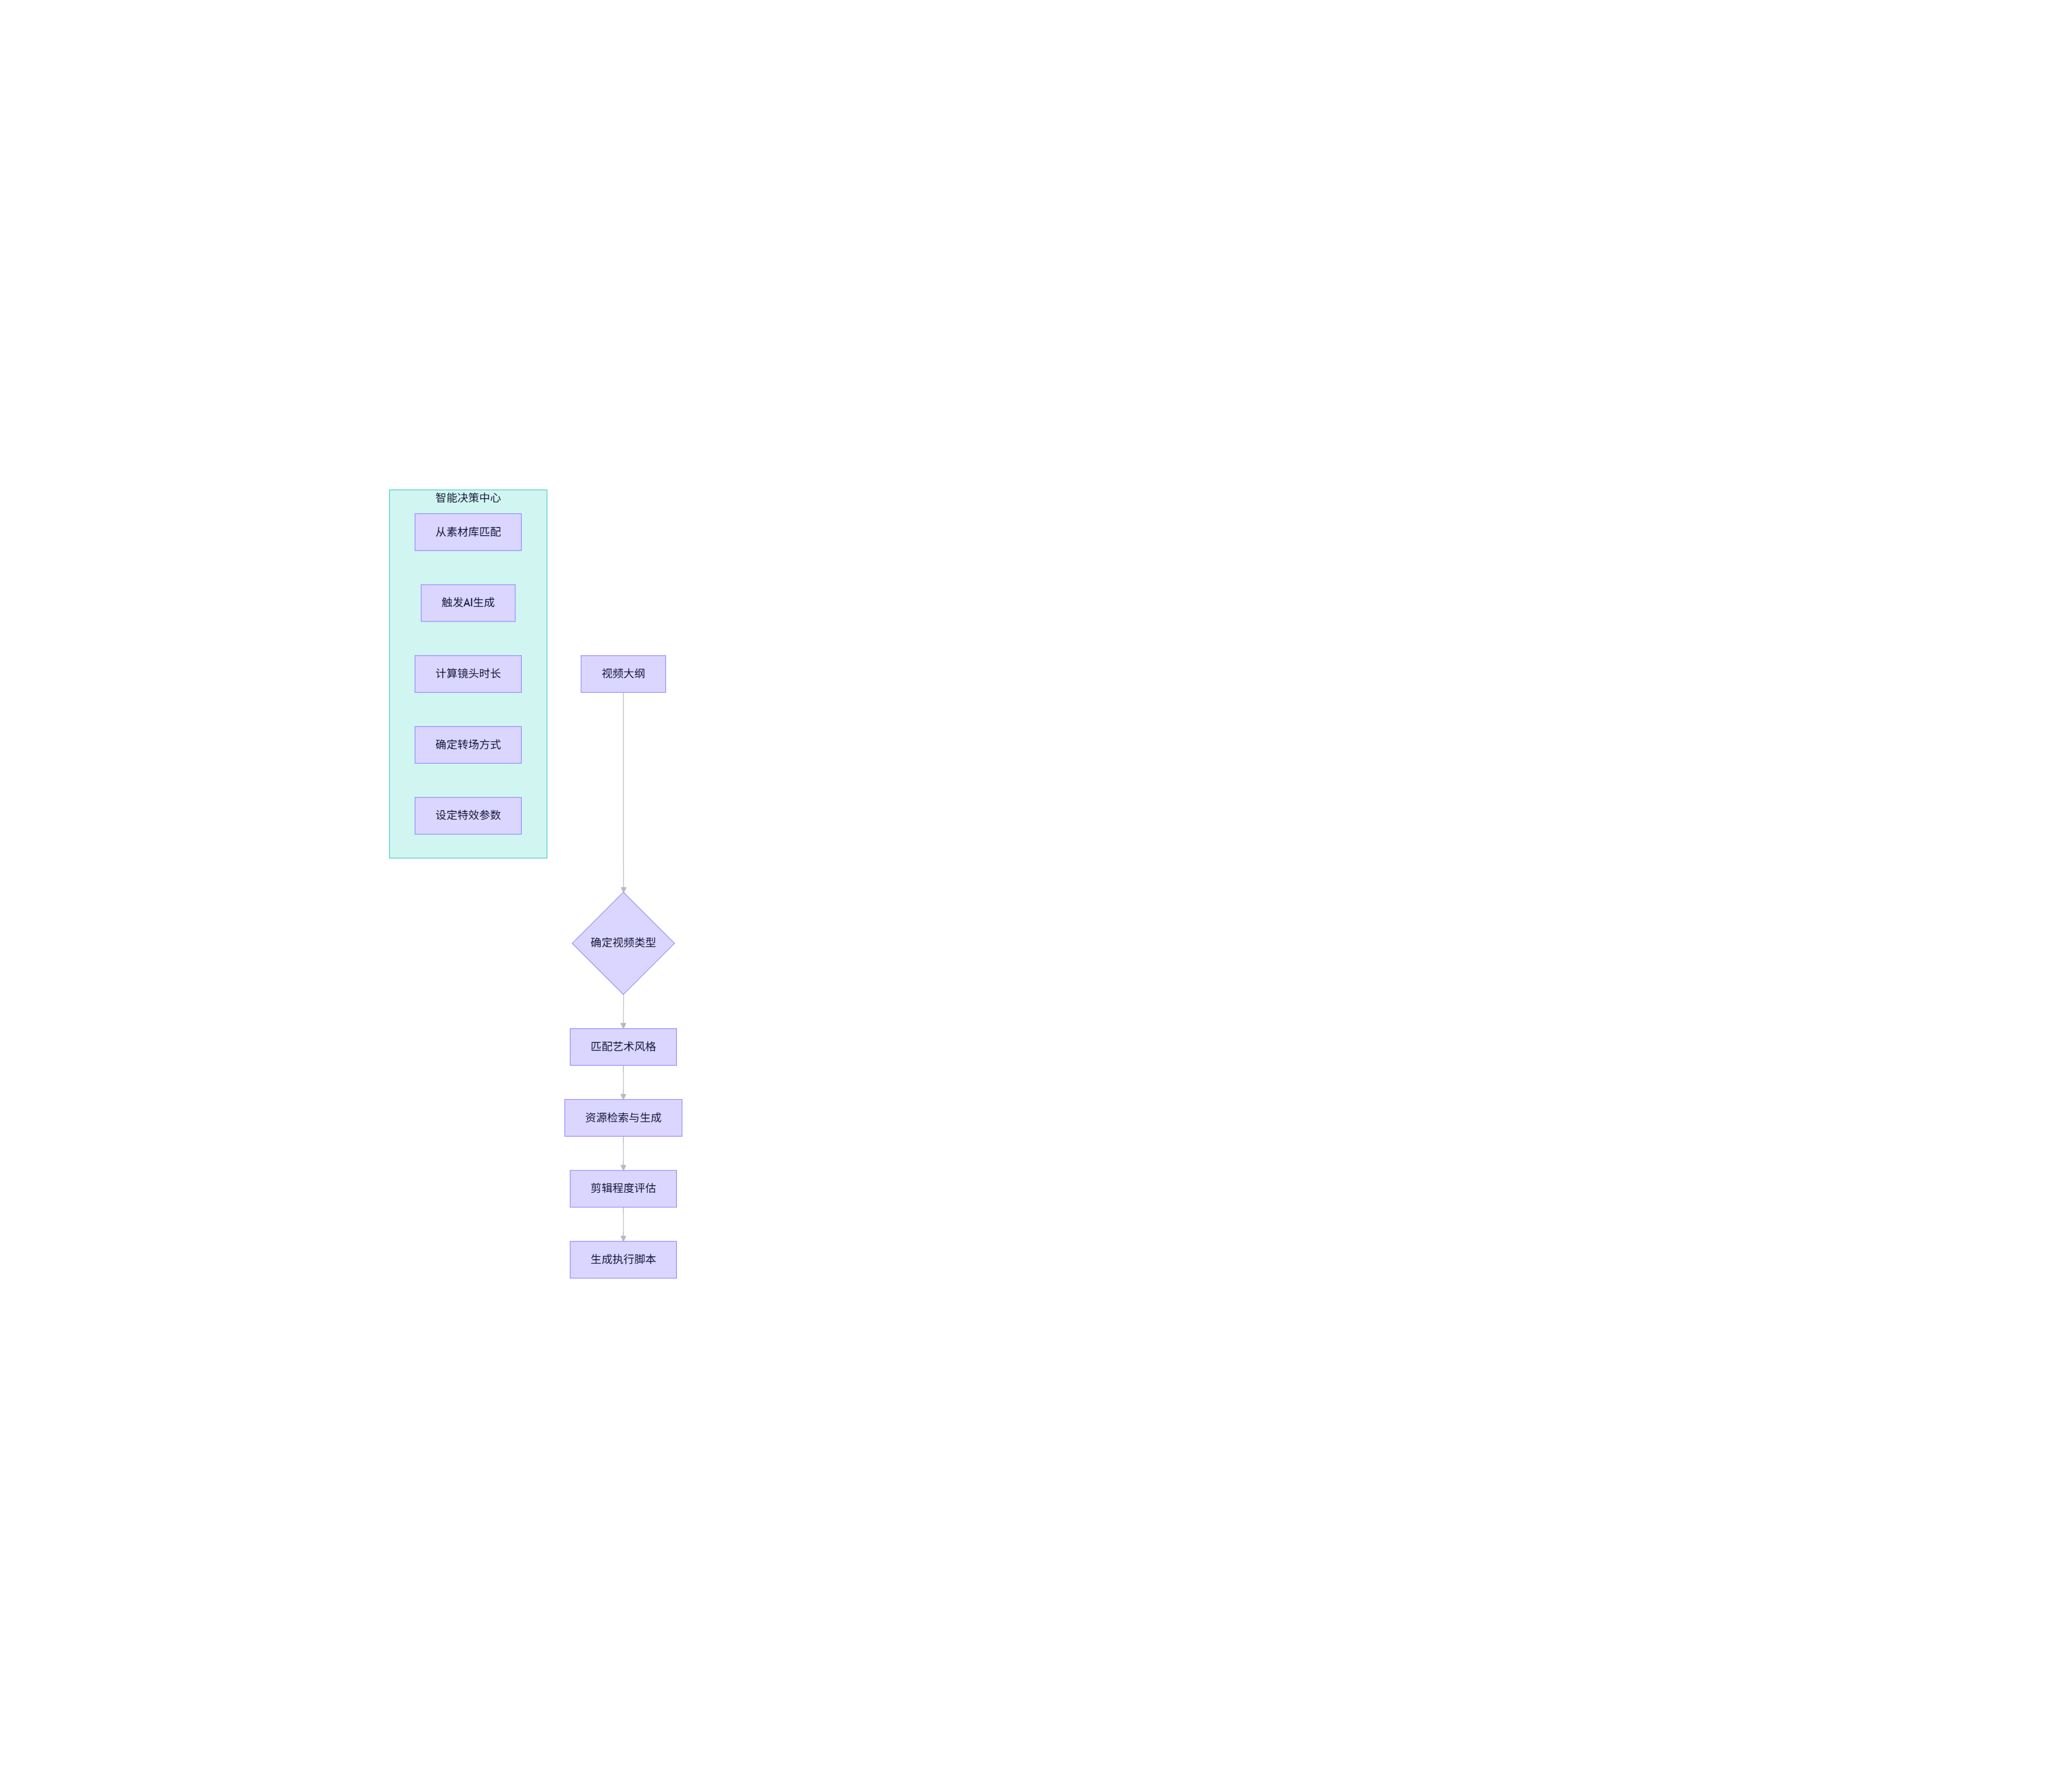 智能决策中心
从素材库匹配
触发AI生成
计算镜头时长
确定转场方式
设定特效参数
视频大纲
确定视频类型
匹配艺术风格
资源检索与生成
剪辑程度评估
生成执行脚本